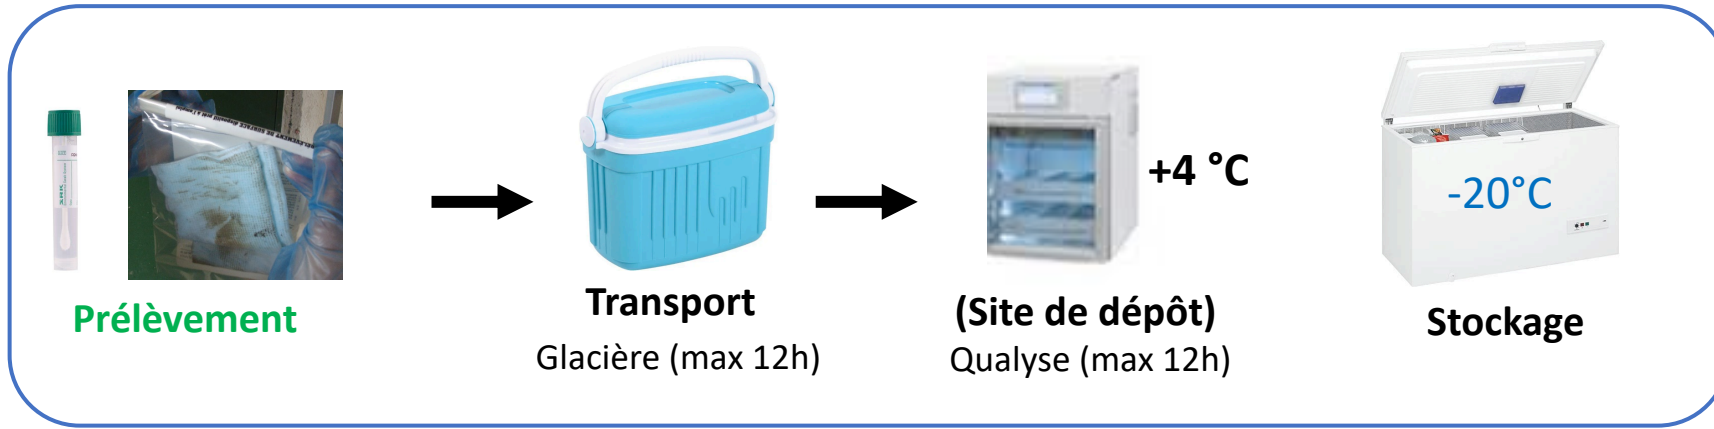 Prélèvement
Transport
Glacière (max 12h)
+4 °C
(Site de dépôt)
Qualyse (max 12h)
-20°C
Stockage